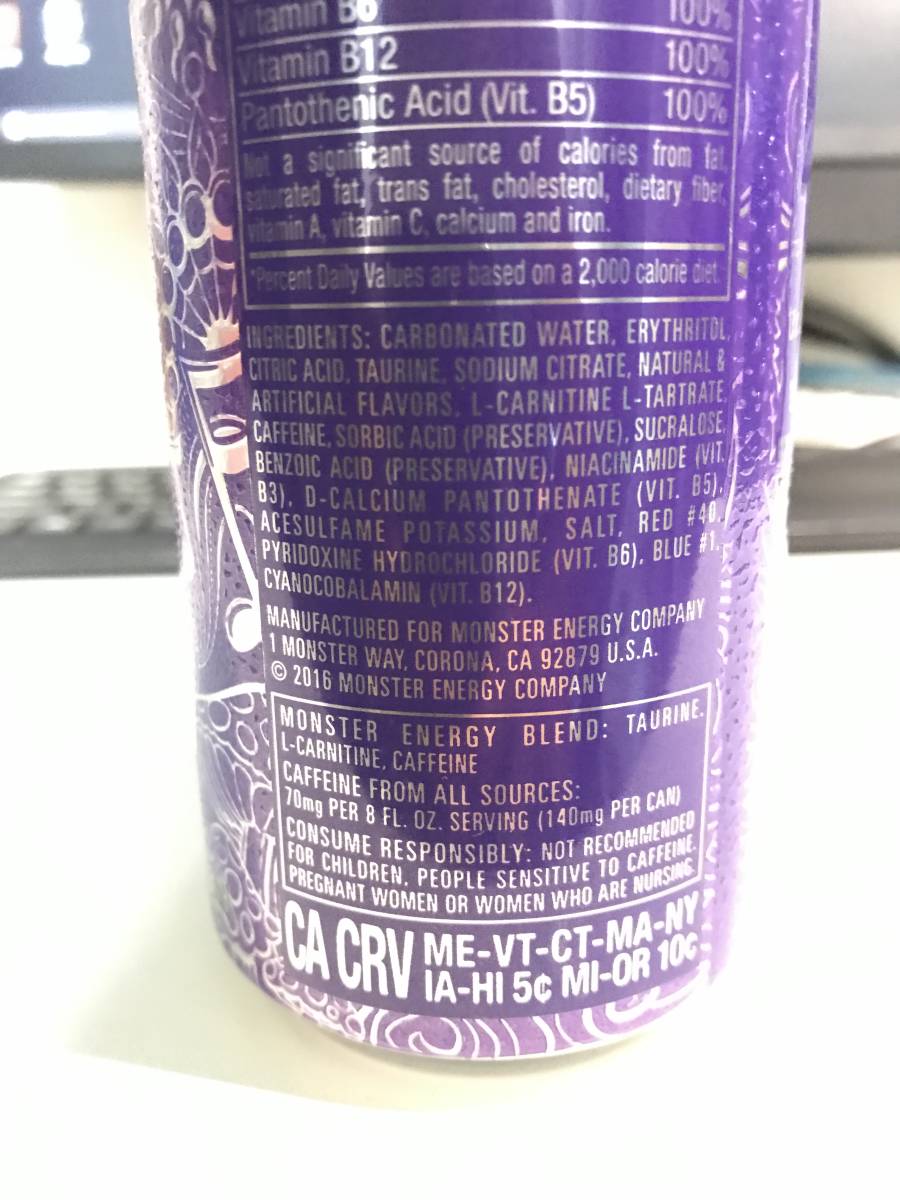 Vitamin B6 100%
Vitamin B12 100%
Pantothenic Acid (Vit. B5) 100%
Not a significant source of calories from fat,
saturated fat, trans fat, cholesterol, dietary fiber,
vitamin A, vitamin C, calcium and iron.
*Percent Daily Values are based on a 2,000 calorie diet.
INGREDIENTS: CARBONATED WATER, ERYTHRITOL,
CITRIC ACID, TAURINE, SODIUM CITRATE, NATURAL &
ARTIFICIAL FLAVORS, L-CARNITINE L-TARTRATE,
CAFFEINE, SORBIC ACID (PRESERVATIVE), SUCRALOSE,
BENZOIC ACID (PRESERVATIVE), NIACINAMIDE (VIT.
B3), D-CALCIUM PANTOTHENATE (VIT. B5),
ACESULFAME POTASSIUM, SALT, RED #40,
PYRIDOXINE HYDROCHLORIDE (VIT. B6), BLUE #1,
CYANOCOBALAMIN (VIT. B12).
MANUFACTURED FOR MONSTER ENERGY COMPANY
1 MONSTER WAY, CORONA, CA 92879 U.S.A.
© 2016 MONSTER ENERGY COMPANY
MONSTER ENERGY BLEND: TAURINE,
L-CARNITINE, CAFFEINE
CAFFEINE FROM ALL SOURCES:
70mg PER 8 FL. OZ. SERVING (140mg PER CAN)
CONSUME RESPONSIBLY: NOT RECOMMENDED
FOR CHILDREN, PEOPLE SENSITIVE TO CAFFEINE,
PREGNANT WOMEN OR WOMEN WHO ARE NURSING.
CA CRV ME-VT-CT-MA-NY
IA-HI 5¢ MI-OR 10¢